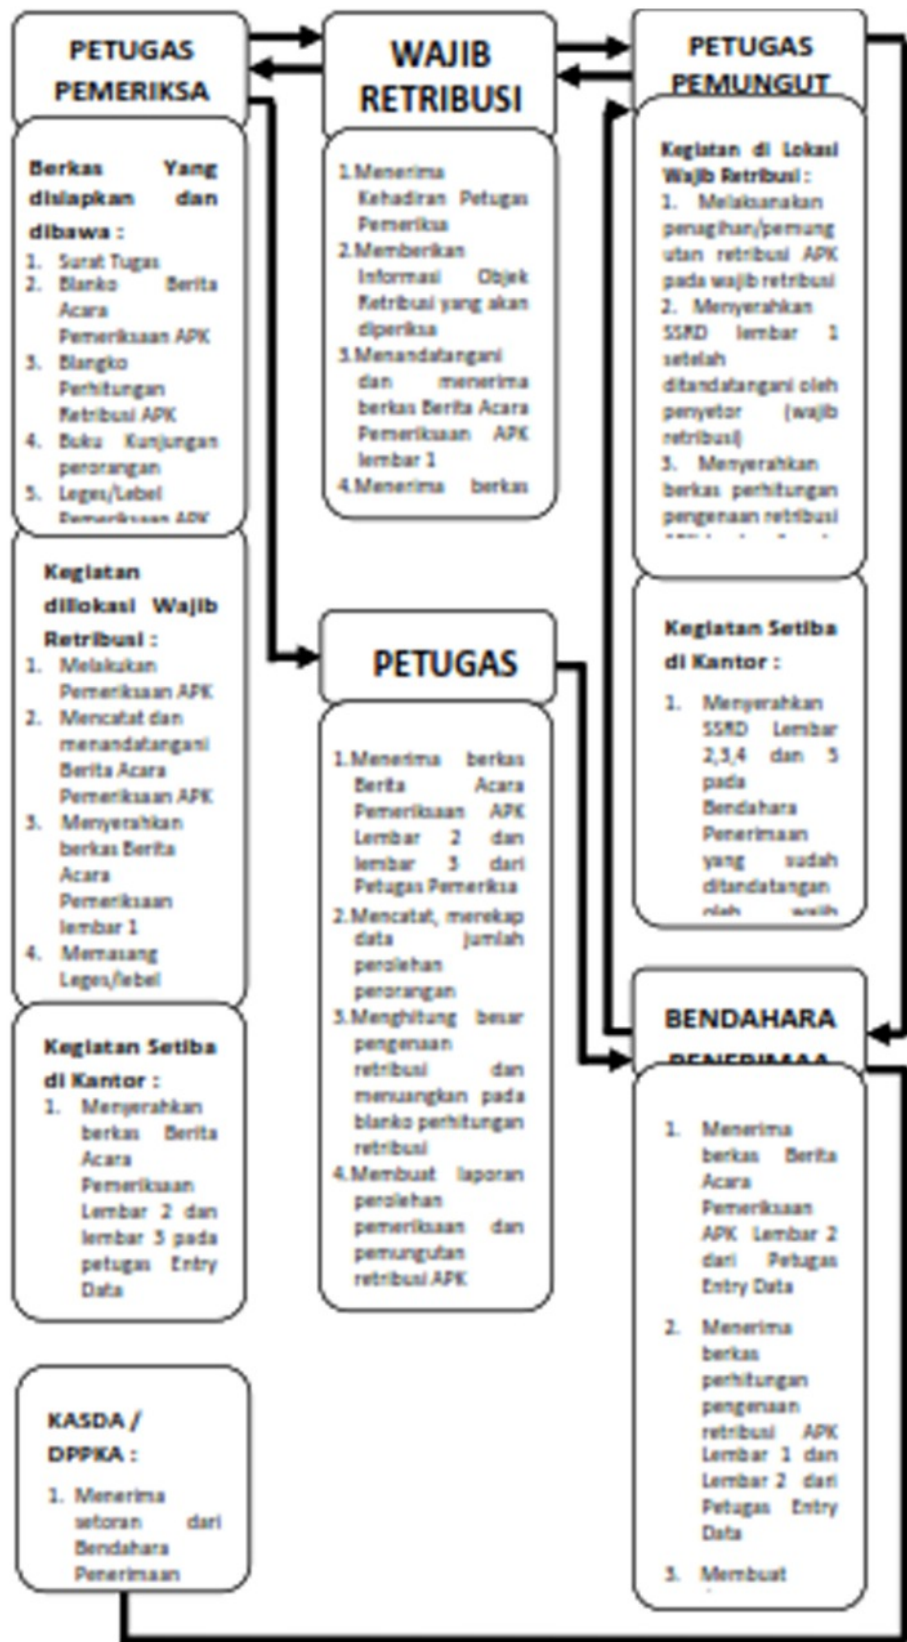 PETUGAS
PEMERIKSA
Berkas Yang
disiapkan dan
dibawa :
1. Surat Tugas
2. Blanko Berita
Acara
Pemeriksaan APK
3. Blangko
Perhitungan
Retribusi APK
4. Buku Kunjungan
perorangan
5. Leges/Lebel
Pemeriksaan APK
Kegiatan
dillokasi Wajib
Retribusi :
1. Melakukan
Pemeriksaan APK
2. Mencatat dan
menandatangani
Berita Acara
Pemeriksaan APK
3. Menyerahkan
berkas Berita
Acara
Pemeriksaan
lembar 1
4. Memasang
Leges/lebel
Kegiatan Setiba
di Kantor :
1. Menyerahkan
berkas Berita
Acara
Pemeriksaan
Lembar 2 dan
lembar 3 pada
petugas Entry
Data
KASDA /
DPPKA :
1. Menerima
setoran dari
Bendahara
Penerimaan
WAJIB
RETRIBUSI
1.Menerima
Kehadiran Petugas
Pemeriksa
2.Memberikan
Informasi Objek
Retribusi yang akan
diperiksa
3.Menandatangani
dan menerima
berkas Berita Acara
Pemeriksaan APK
lembar 1
4.Menerima berkas
PETUGAS
1.Menerima berkas
Berita Acara
Pemeriksaan APK
Lembar 2 dan
lembar 3 dari
Petugas Pemeriksa
2.Mencatat, merekap
data jumlah
perolehan
perorangan
3.Menghitung besar
pengenaan
retribusi dan
menuangkan pada
blanko perhitungan
retribusi
4.Membuat laporan
perolehan
pemeriksaan dan
pemungutan
retribusi APK
PETUGAS
PEMUNGUT
Kegiatan di Lokasi
Wajib Retribusi :
1. Melaksanakan
penagihan/pemung
utan retribusi APK
pada wajib retribusi
2. Menyerahkan
SSRD lembar 1
setelah
ditandatangani oleh
penyetor (wajib
retribusi)
3. Menyerahkan
berkas perhitungan
pengenaan retribusi
Kegiatan Setiba
di Kantor :
1. Menyerahkan
SSRD Lembar
2,3,4 dan 5
pada
Bendahara
Penerimaan
yang sudah
ditandatangan
oleh wajib
BENDAHARA
PENERIMAA
1. Menerima
berkas Berita
Acara
Pemeriksaan
APK Lembar 2
dari Petugas
Entry Data
2. Menerima
berkas
perhitungan
pengenaan
retribusi APK
Lembar 1 dan
Lembar 2 dari
Petugas Entry
Data
3. Membuat